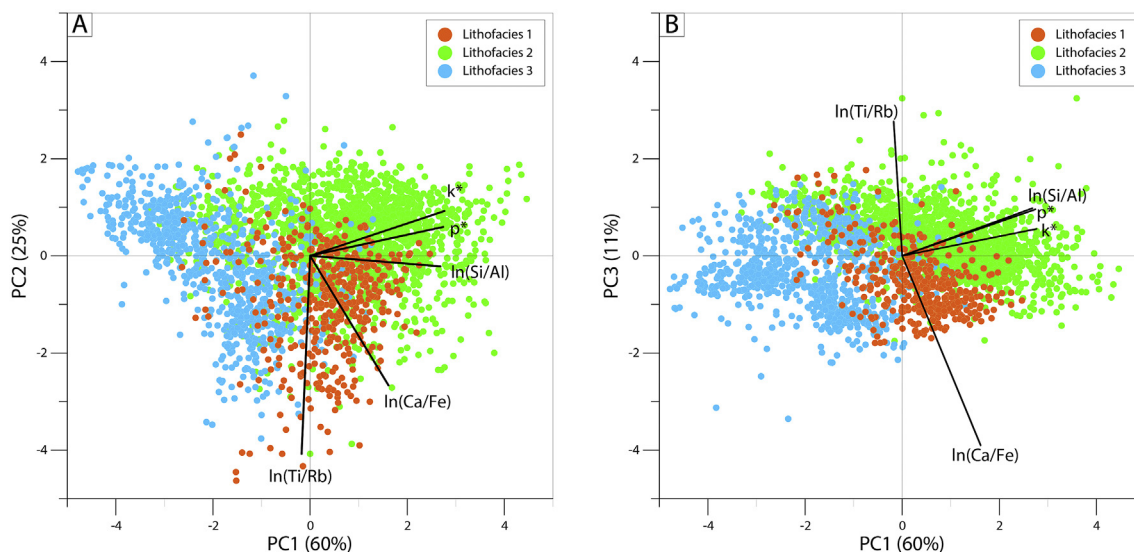 A
Lithofacies 1
Lithofacies 2
Lithofacies 3
4
2
0
-2
-4
PC2 (25%)
k*
p*
ln(Si/Al)
ln(Ca/Fe)
ln(Ti/Rb)
-4
-2
0
2
4
PC1 (60%)
B
Lithofacies 1
Lithofacies 2
Lithofacies 3
4
2
0
-2
-4
PC3 (11%)
ln(Ti/Rb)
ln(Si/Al)
p*
k*
ln(Ca/Fe)
-4
-2
0
2
4
PC1 (60%)